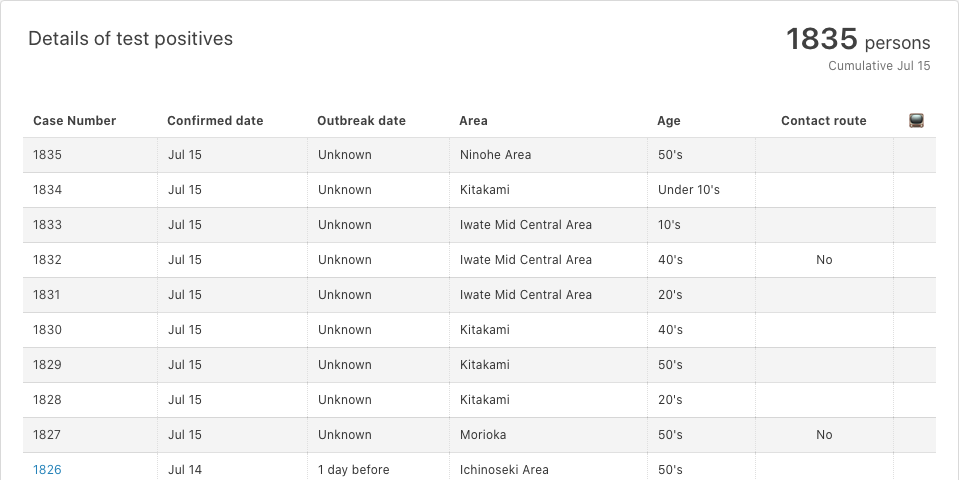 Details of test positives
1835 persons
Cumulative Jul 15
Case Number Confirmed date Outbreak date Area Age Contact route
1835 Jul 15 Unknown Ninohe Area 50's
1834 Jul 15 Unknown Kitakami Under 10's
1833 Jul 15 Unknown Iwate Mid Central Area 10's
1832 Jul 15 Unknown Iwate Mid Central Area 40's No
1831 Jul 15 Unknown Iwate Mid Central Area 20's
1830 Jul 15 Unknown Kitakami 40's
1829 Jul 15 Unknown Kitakami 50's
1828 Jul 15 Unknown Kitakami 20's
1827 Jul 15 Unknown Morioka 50's No
1826 Jul 14 1 day before Ichinoseki Area 50's